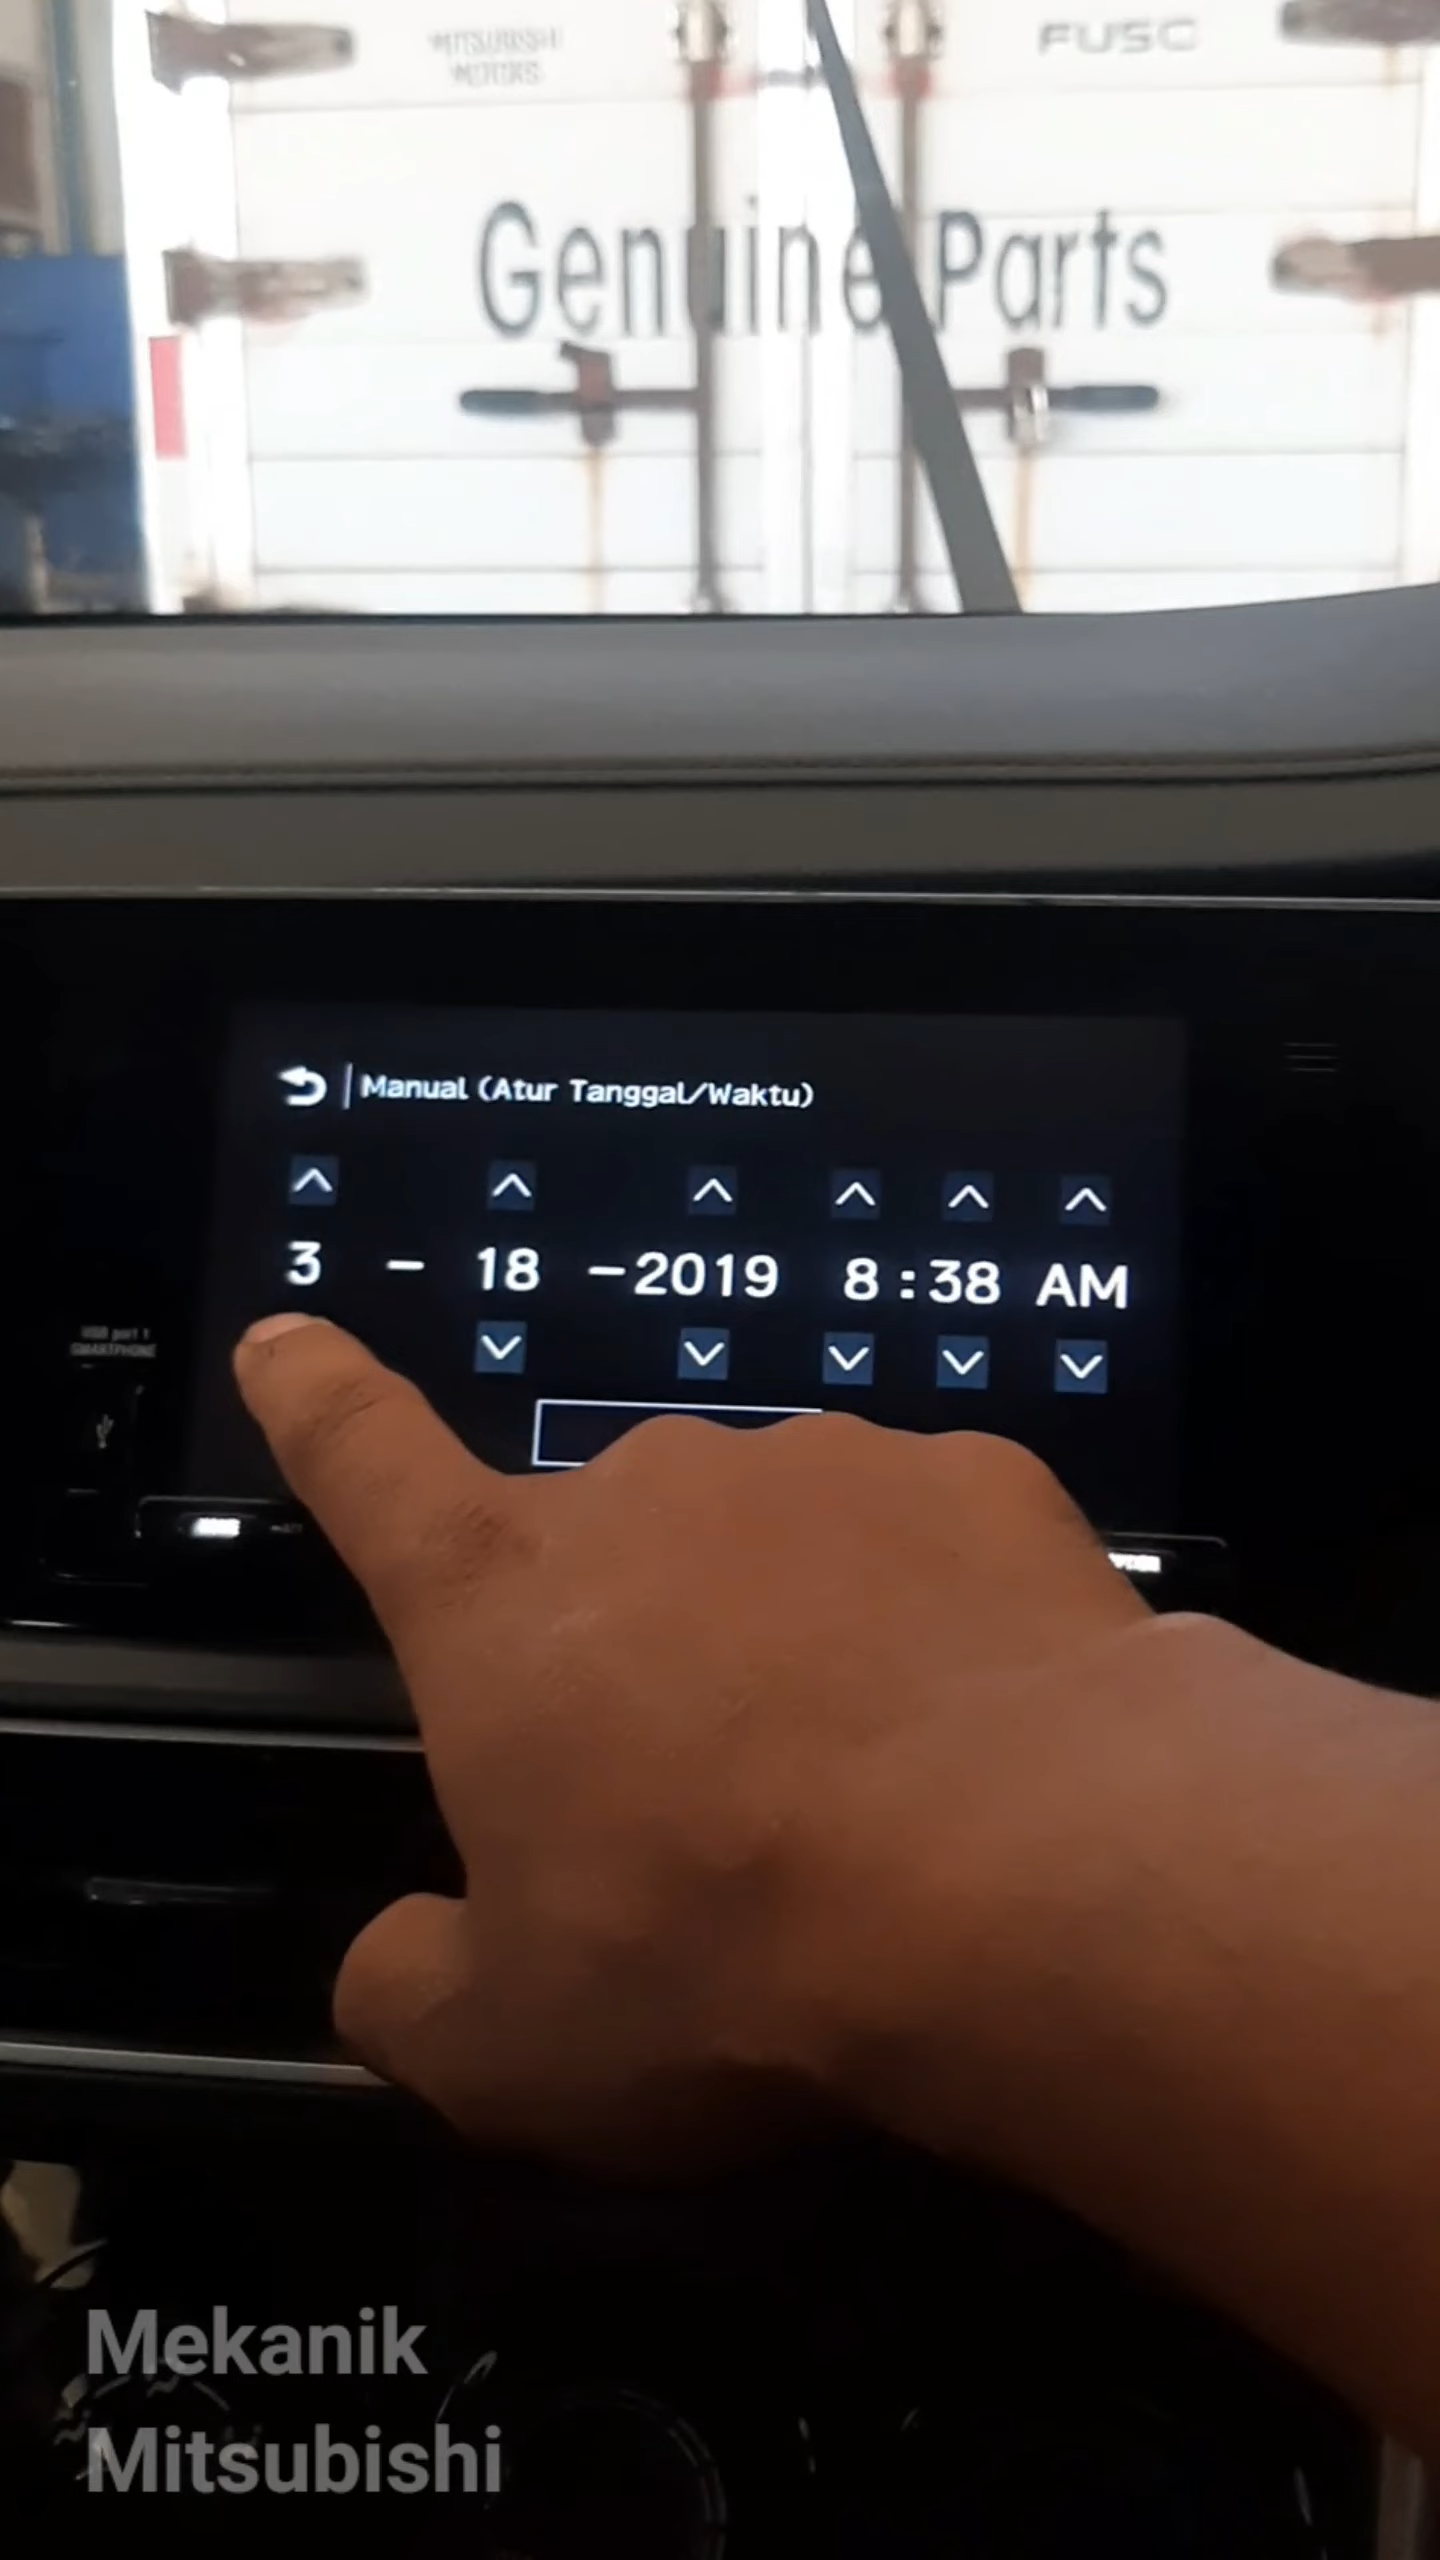 MITSUBISHI
MOTORS
FUSO
Genuine Parts
Manual (Atur Tanggal/Waktu)
3 - 18 -2019 8:38 AM
USB port 1
SMARTPHONE
Mekanik
Mitsubishi